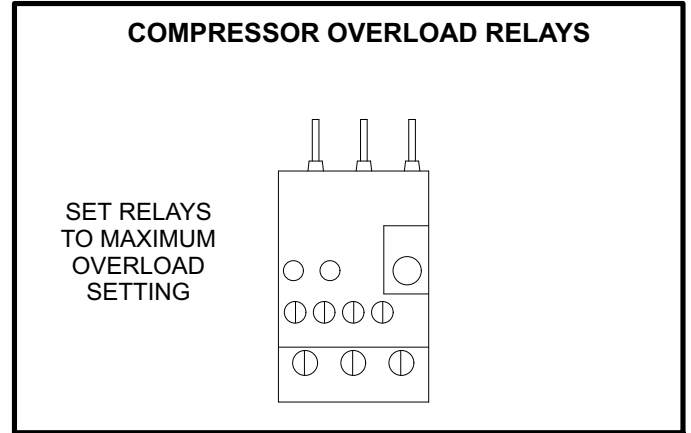 COMPRESSOR OVERLOAD RELAYS
SET RELAYS
TO MAXIMUM
OVERLOAD
SETTING